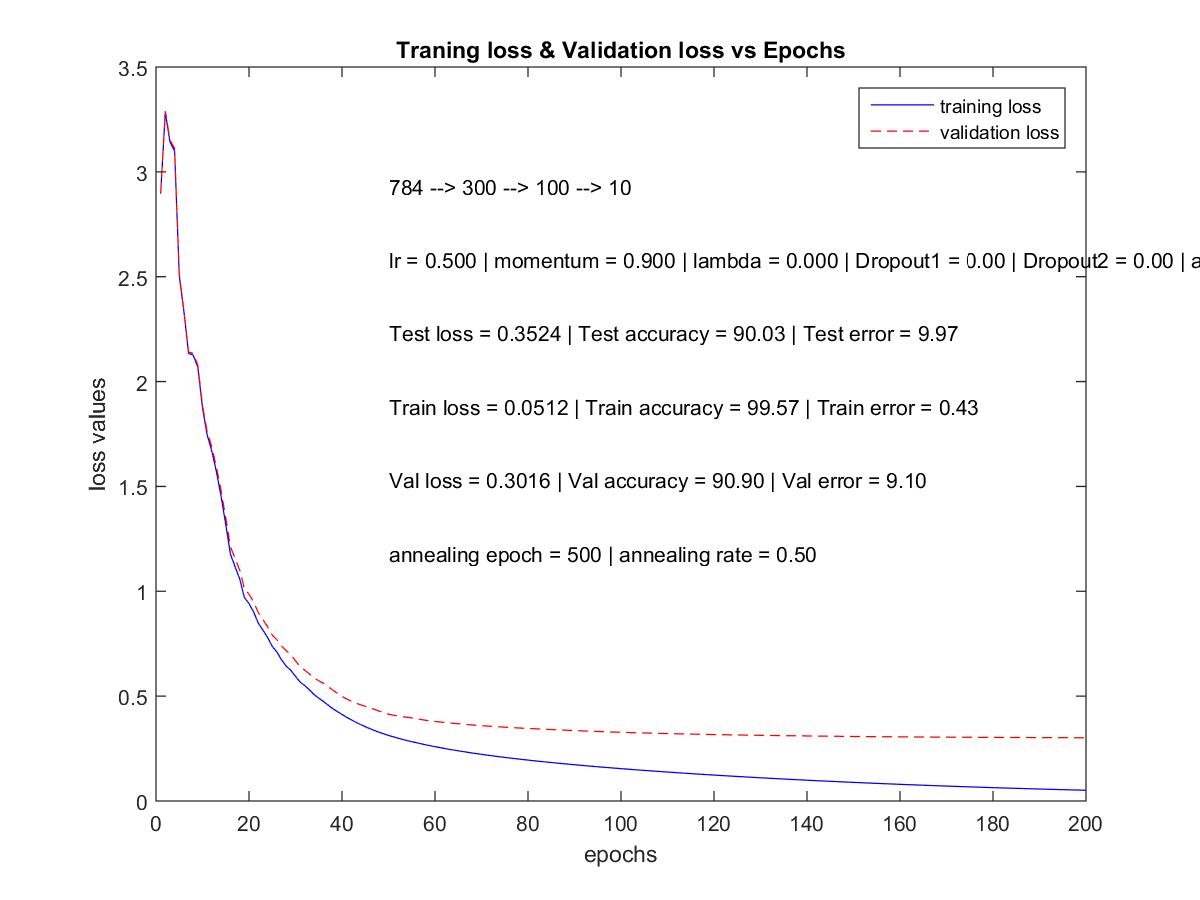 Traning loss & Validation loss vs Epochs
3.5
3
2.5
2
1.5
1
0.5
0
loss values
training loss
validation loss
784 --> 300 --> 100 --> 10
lr = 0.500 | momentum = 0.900 | lambda = 0.000 | Dropout1 = 0.00 | Dropout2 = 0.00 |
Test loss = 0.3524 | Test accuracy = 90.03 | Test error = 9.97
Train loss = 0.0512 | Train accuracy = 99.57 | Train error = 0.43
Val loss = 0.3016 | Val accuracy = 90.90 | Val error = 9.10
annealing epoch = 500 | annealing rate = 0.50
0 20 40 60 80 100 120 140 160 180 200
epochs